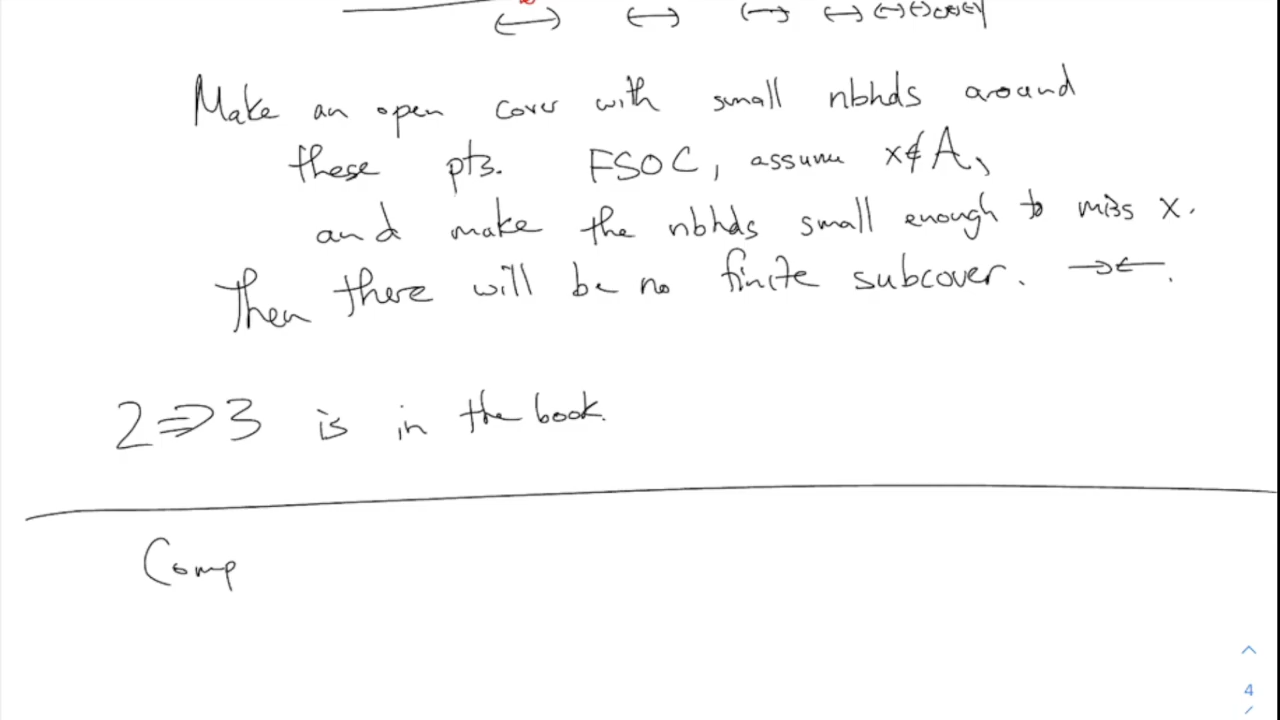 Make an open cover with small nbhds around
these pts. FSOC, assume x∉A,
and make the nbhds small enough to miss x.
Then there will be no finite subcover. →←.
2⇒3 is in the book.
Comp
4